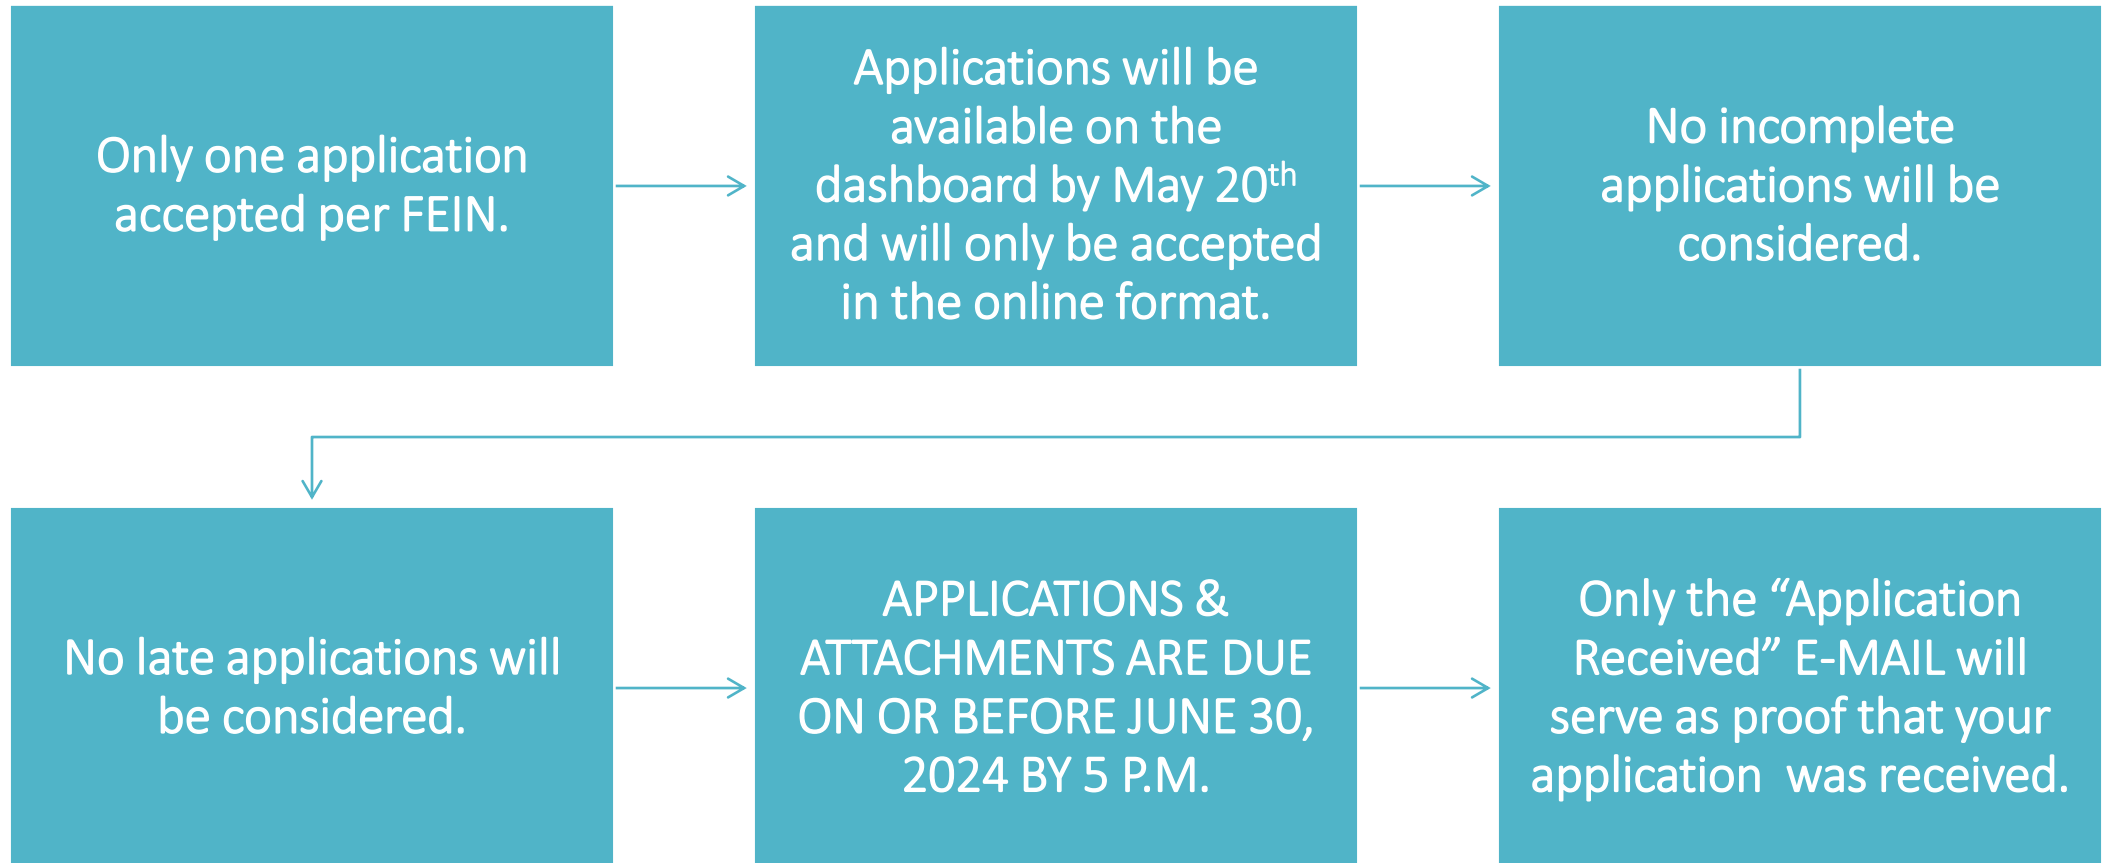 Only one application
accepted per FEIN.
Applications will be
available on the
dashboard by May 20th
and will only be accepted
in the online format.
No incomplete
applications will be
considered.
No late applications will
be considered.
APPLICATIONS &
ATTACHMENTS ARE DUE
ON OR BEFORE JUNE 30,
2024 BY 5 P.M.
Only the “Application
Received” E-MAIL will
serve as proof that your
application  was received.